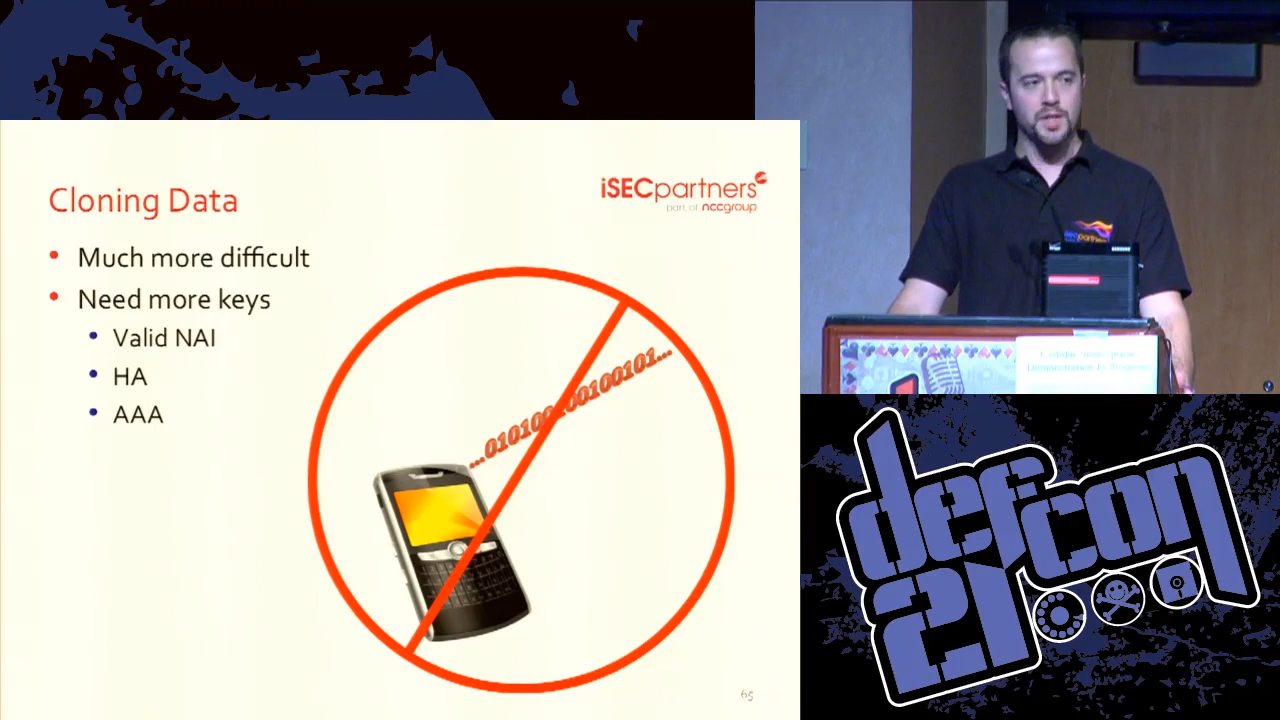 Cloning Data
iSECpartners
part of nccgroup
Much more difficult
Need more keys
Valid NAI
HA
AAA
...010100100100101...
65
defcon
21